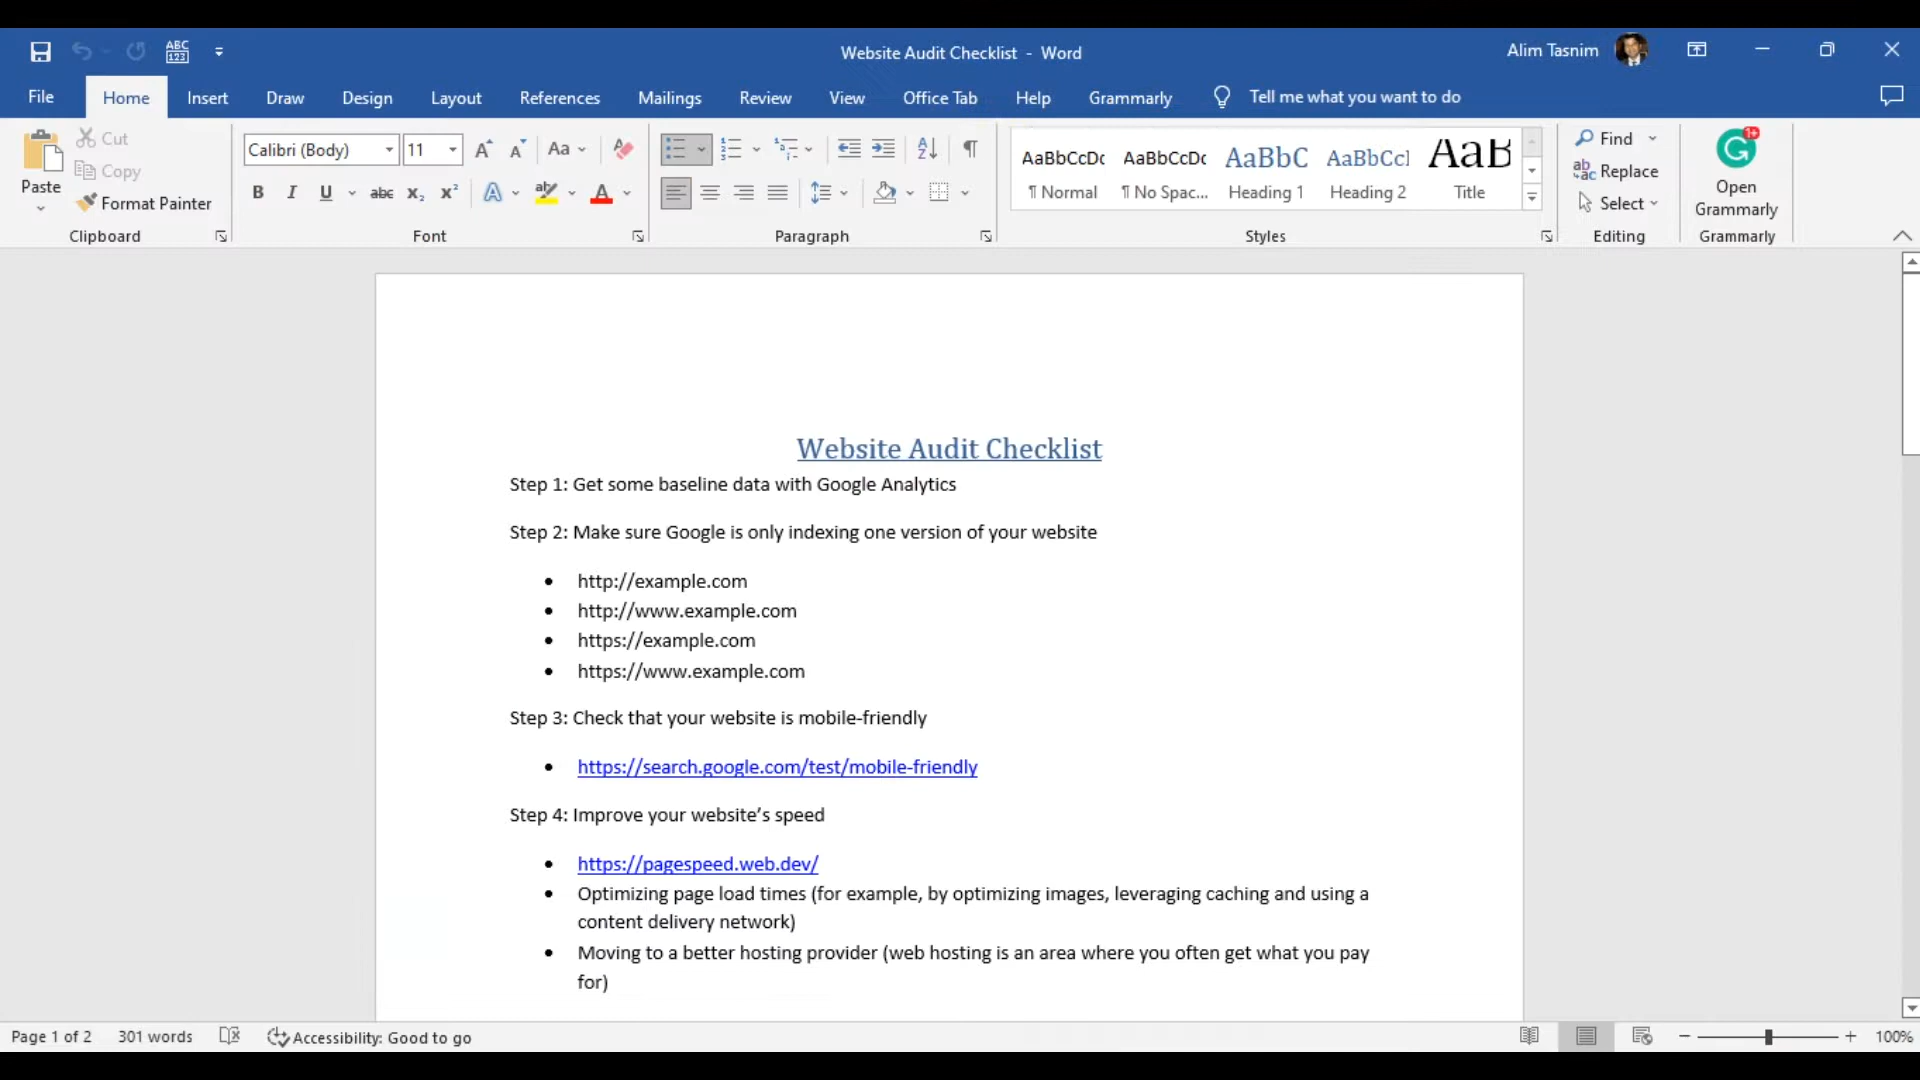 ABC
123
Website Audit Checklist - Word
Alim Tasnim
File
Home
Insert
Draw
Design
Layout
References
Mailings
Review
View
Office Tab
Help
Grammarly
Tell me what you want to do
Paste
Cut
Copy
Format Painter
Clipboard
Calibri (Body)
11
Aa
B I U abc x₂ x²
Font
Paragraph
AaBbCcDc
¶ Normal
AaBbCcDc
¶ No Spac...
AaBbC
Heading 1
AaBbCcI
Heading 2
AaB
Title
Styles
Find
Replace
Select
Editing
1+
Open
Grammarly
Grammarly
Website Audit Checklist
Step 1: Get some baseline data with Google Analytics
Step 2: Make sure Google is only indexing one version of your website
• http://example.com
• http://www.example.com
• https://example.com
• https://www.example.com
Step 3: Check that your website is mobile-friendly
• https://search.google.com/test/mobile-friendly
Step 4: Improve your website’s speed
• https://pagespeed.web.dev/
• Optimizing page load times (for example, by optimizing images, leveraging caching and using a
content delivery network)
• Moving to a better hosting provider (web hosting is an area where you often get what you pay
for)
Page 1 of 2
301 words
Accessibility: Good to go
100%